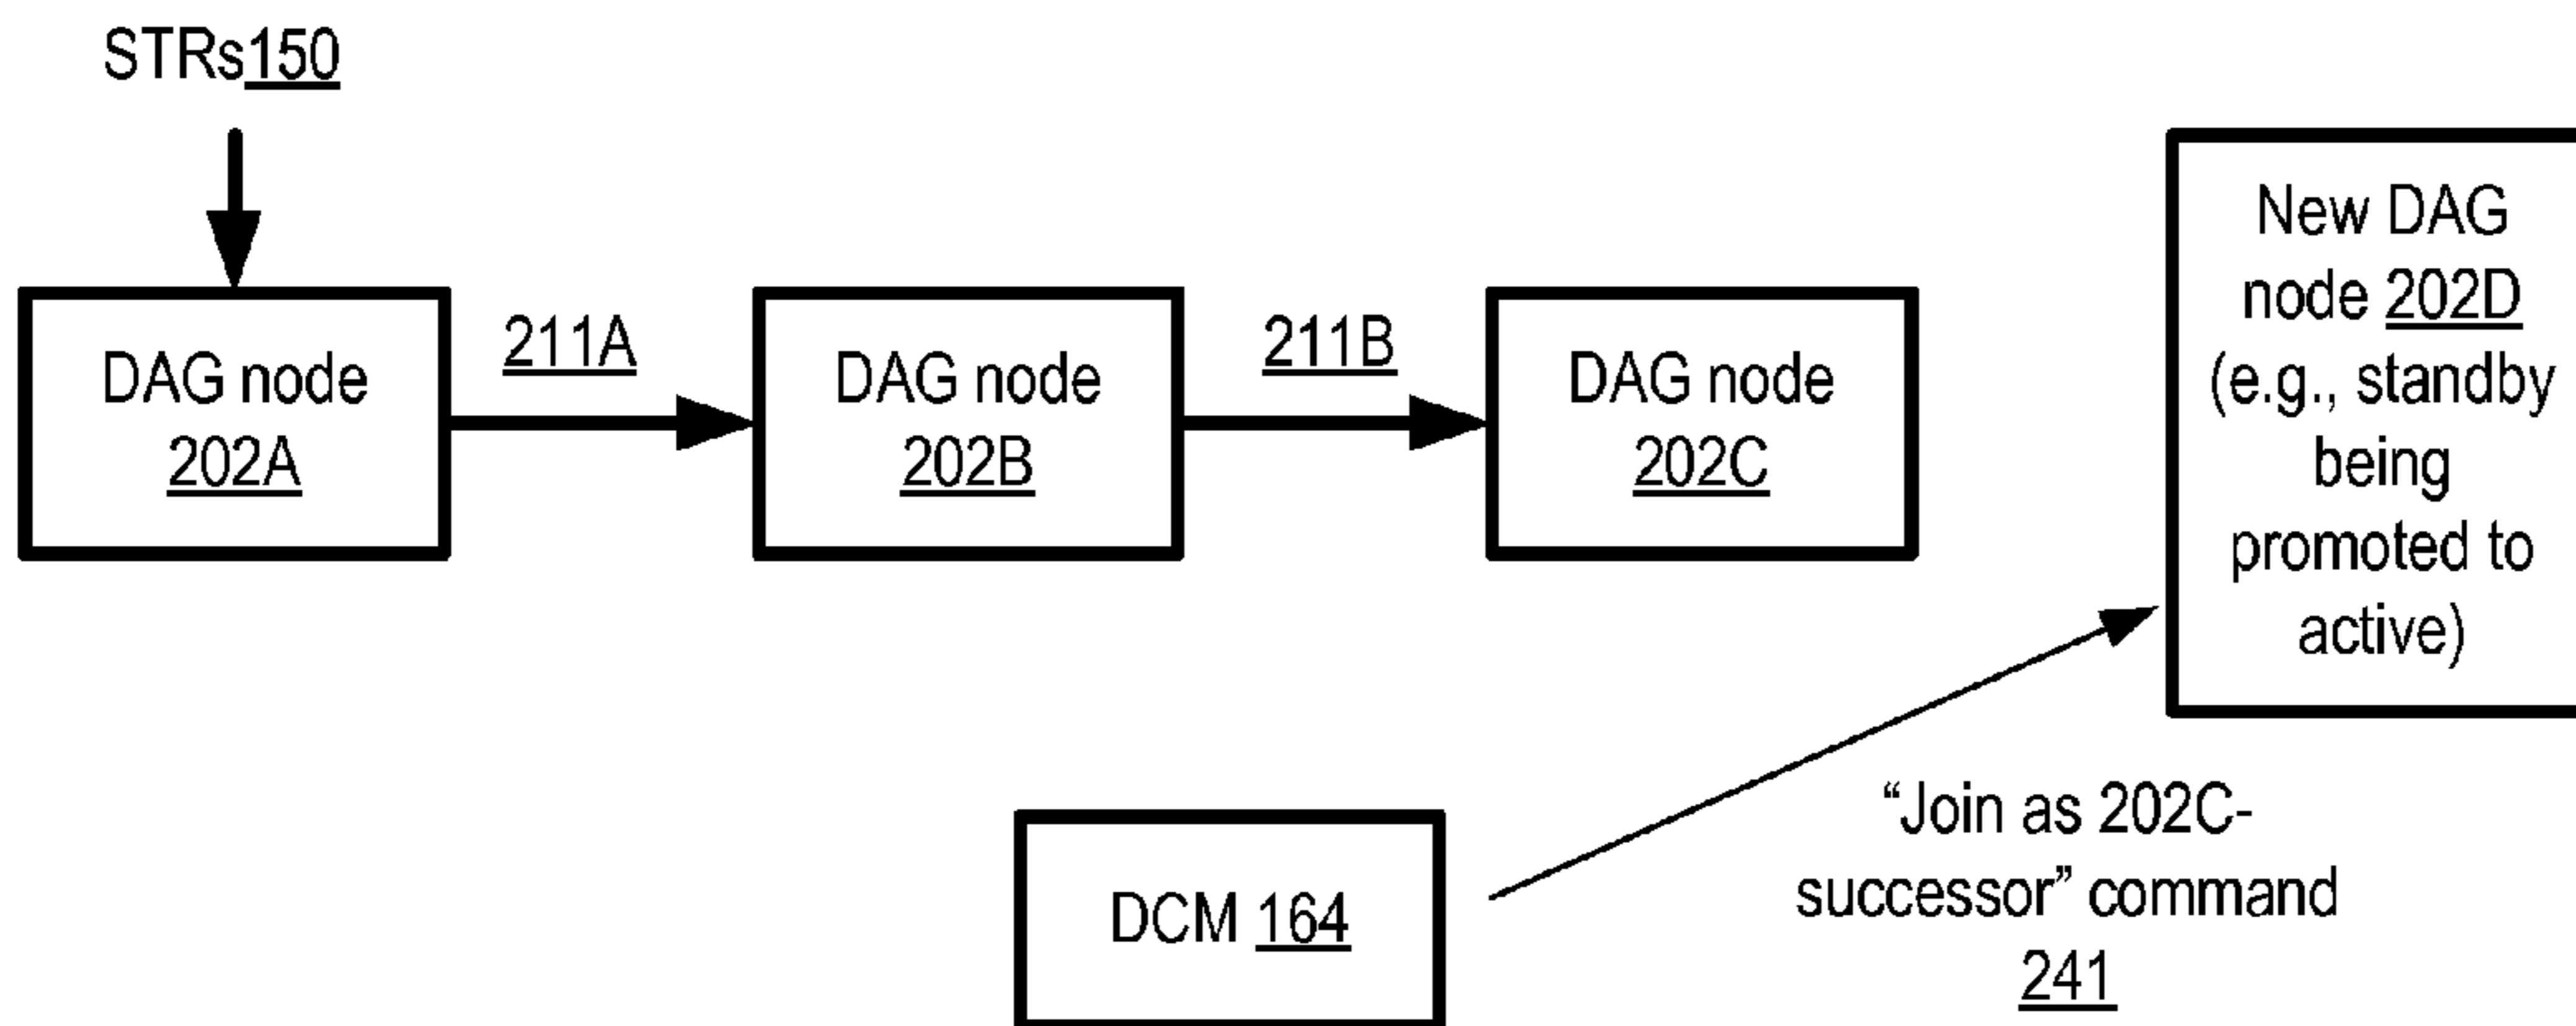 STRs150
DAG node
202A
211A
DAG node
202B
211B
DAG node
202C
New DAG
node 202D
(e.g., standby
being
promoted to
active)
DCM 164
“Join as 202C-
successor” command
241